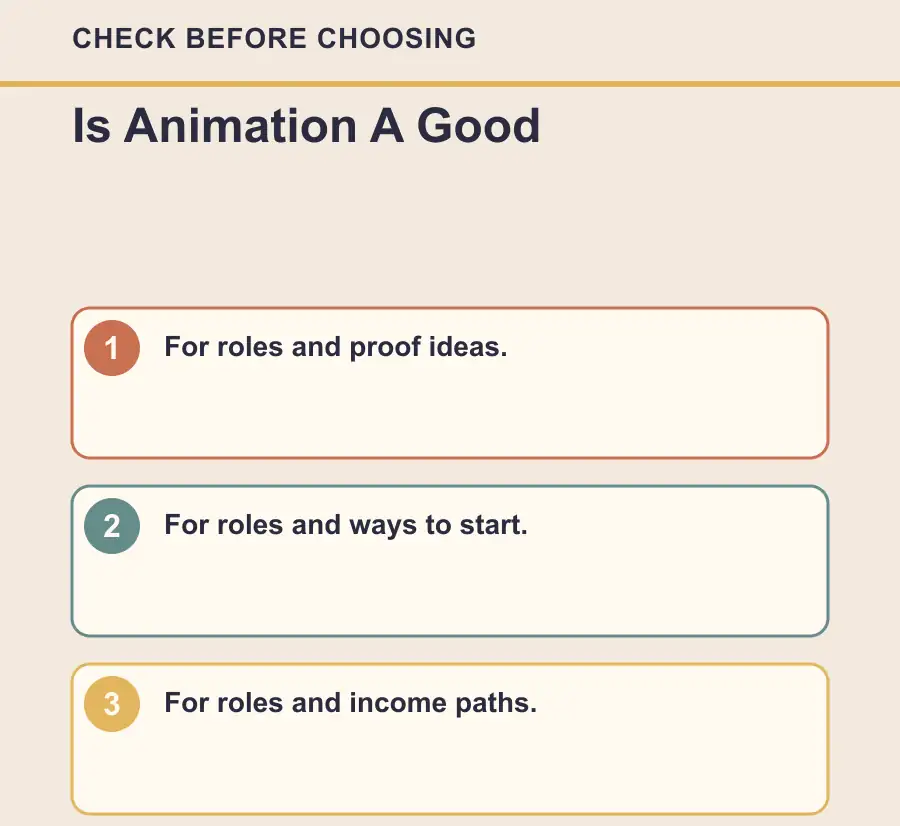 CHECK BEFORE CHOOSING
Is Animation A Good
1
For roles and proof ideas.
2
For roles and ways to start.
3
For roles and income paths.